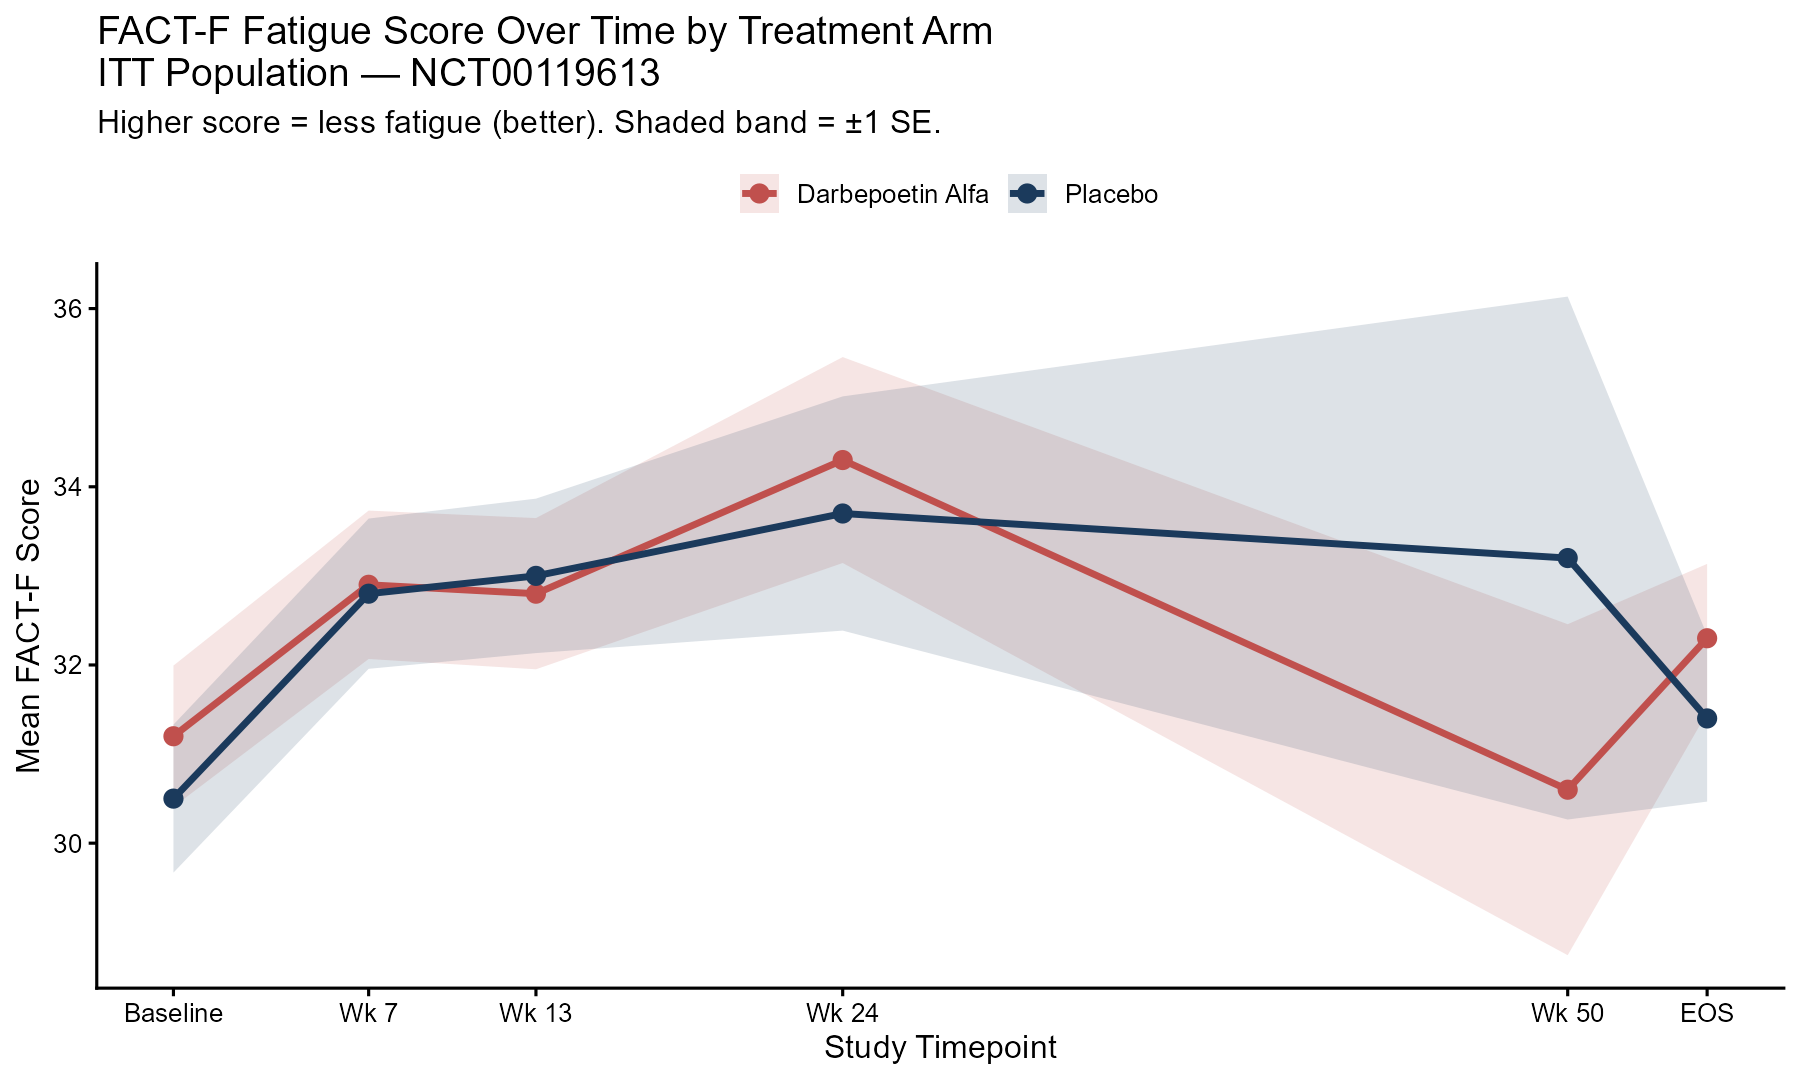 FACT-F Fatigue Score Over Time by Treatment Arm
ITT Population — NCT00119613
Higher score = less fatigue (better). Shaded band = ±1 SE.
Darbepoetin Alfa
Placebo
Mean FACT-F Score
36
34
32
30
Baseline
Wk 7
Wk 13
Wk 24
Wk 50
EOS
Study Timepoint